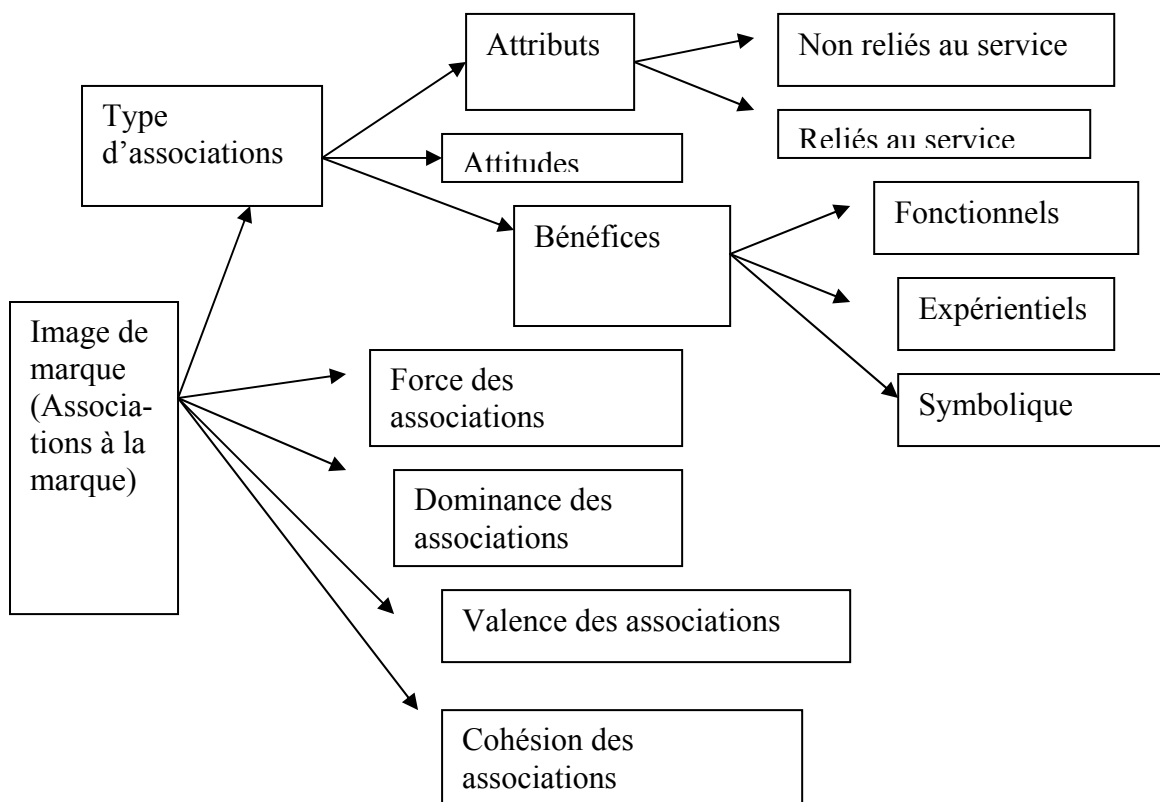 Attributs
Non reliés au service
Type
d’associations
Reliés au service
Attitudes
Fonctionnels
Bénéfices
Expérientiels
Image de
marque
(Associa-
tions à la
marque)
Force des
associations
Symbolique
Dominance des
associations
Valence des associations
Cohésion des
associations